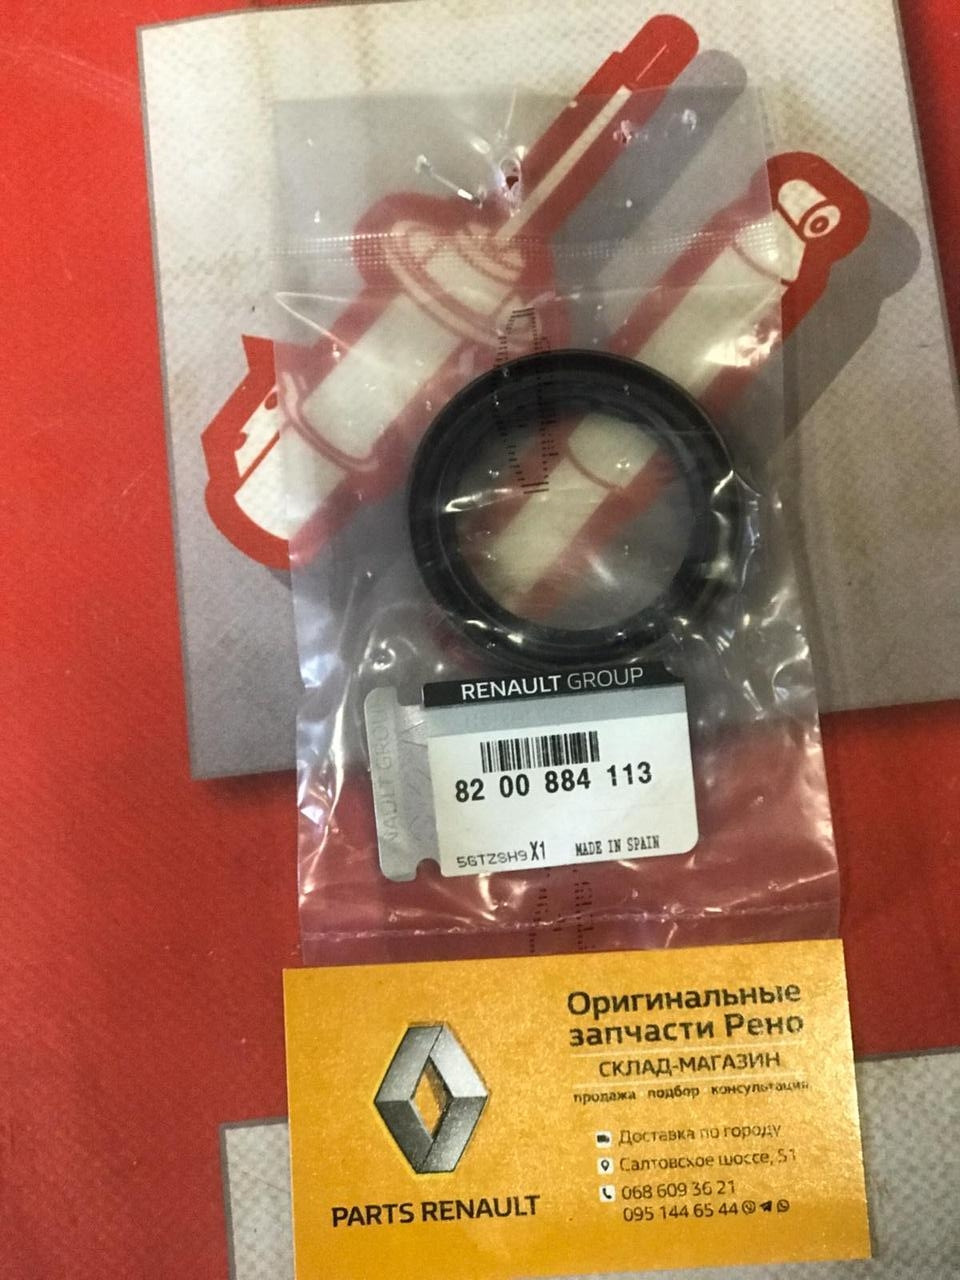 RENAULT GROUP
82 00 884 113
5GTZSH9 X1 MADE IN SPAIN
Оригинальные
запчасти Рено
СКЛАД-МАГАЗИН
продажа подбор консультация
Доставка по городу
Салтовское шоссе, 51
068 609 36 21
095 144 65 44
PARTS RENAULT